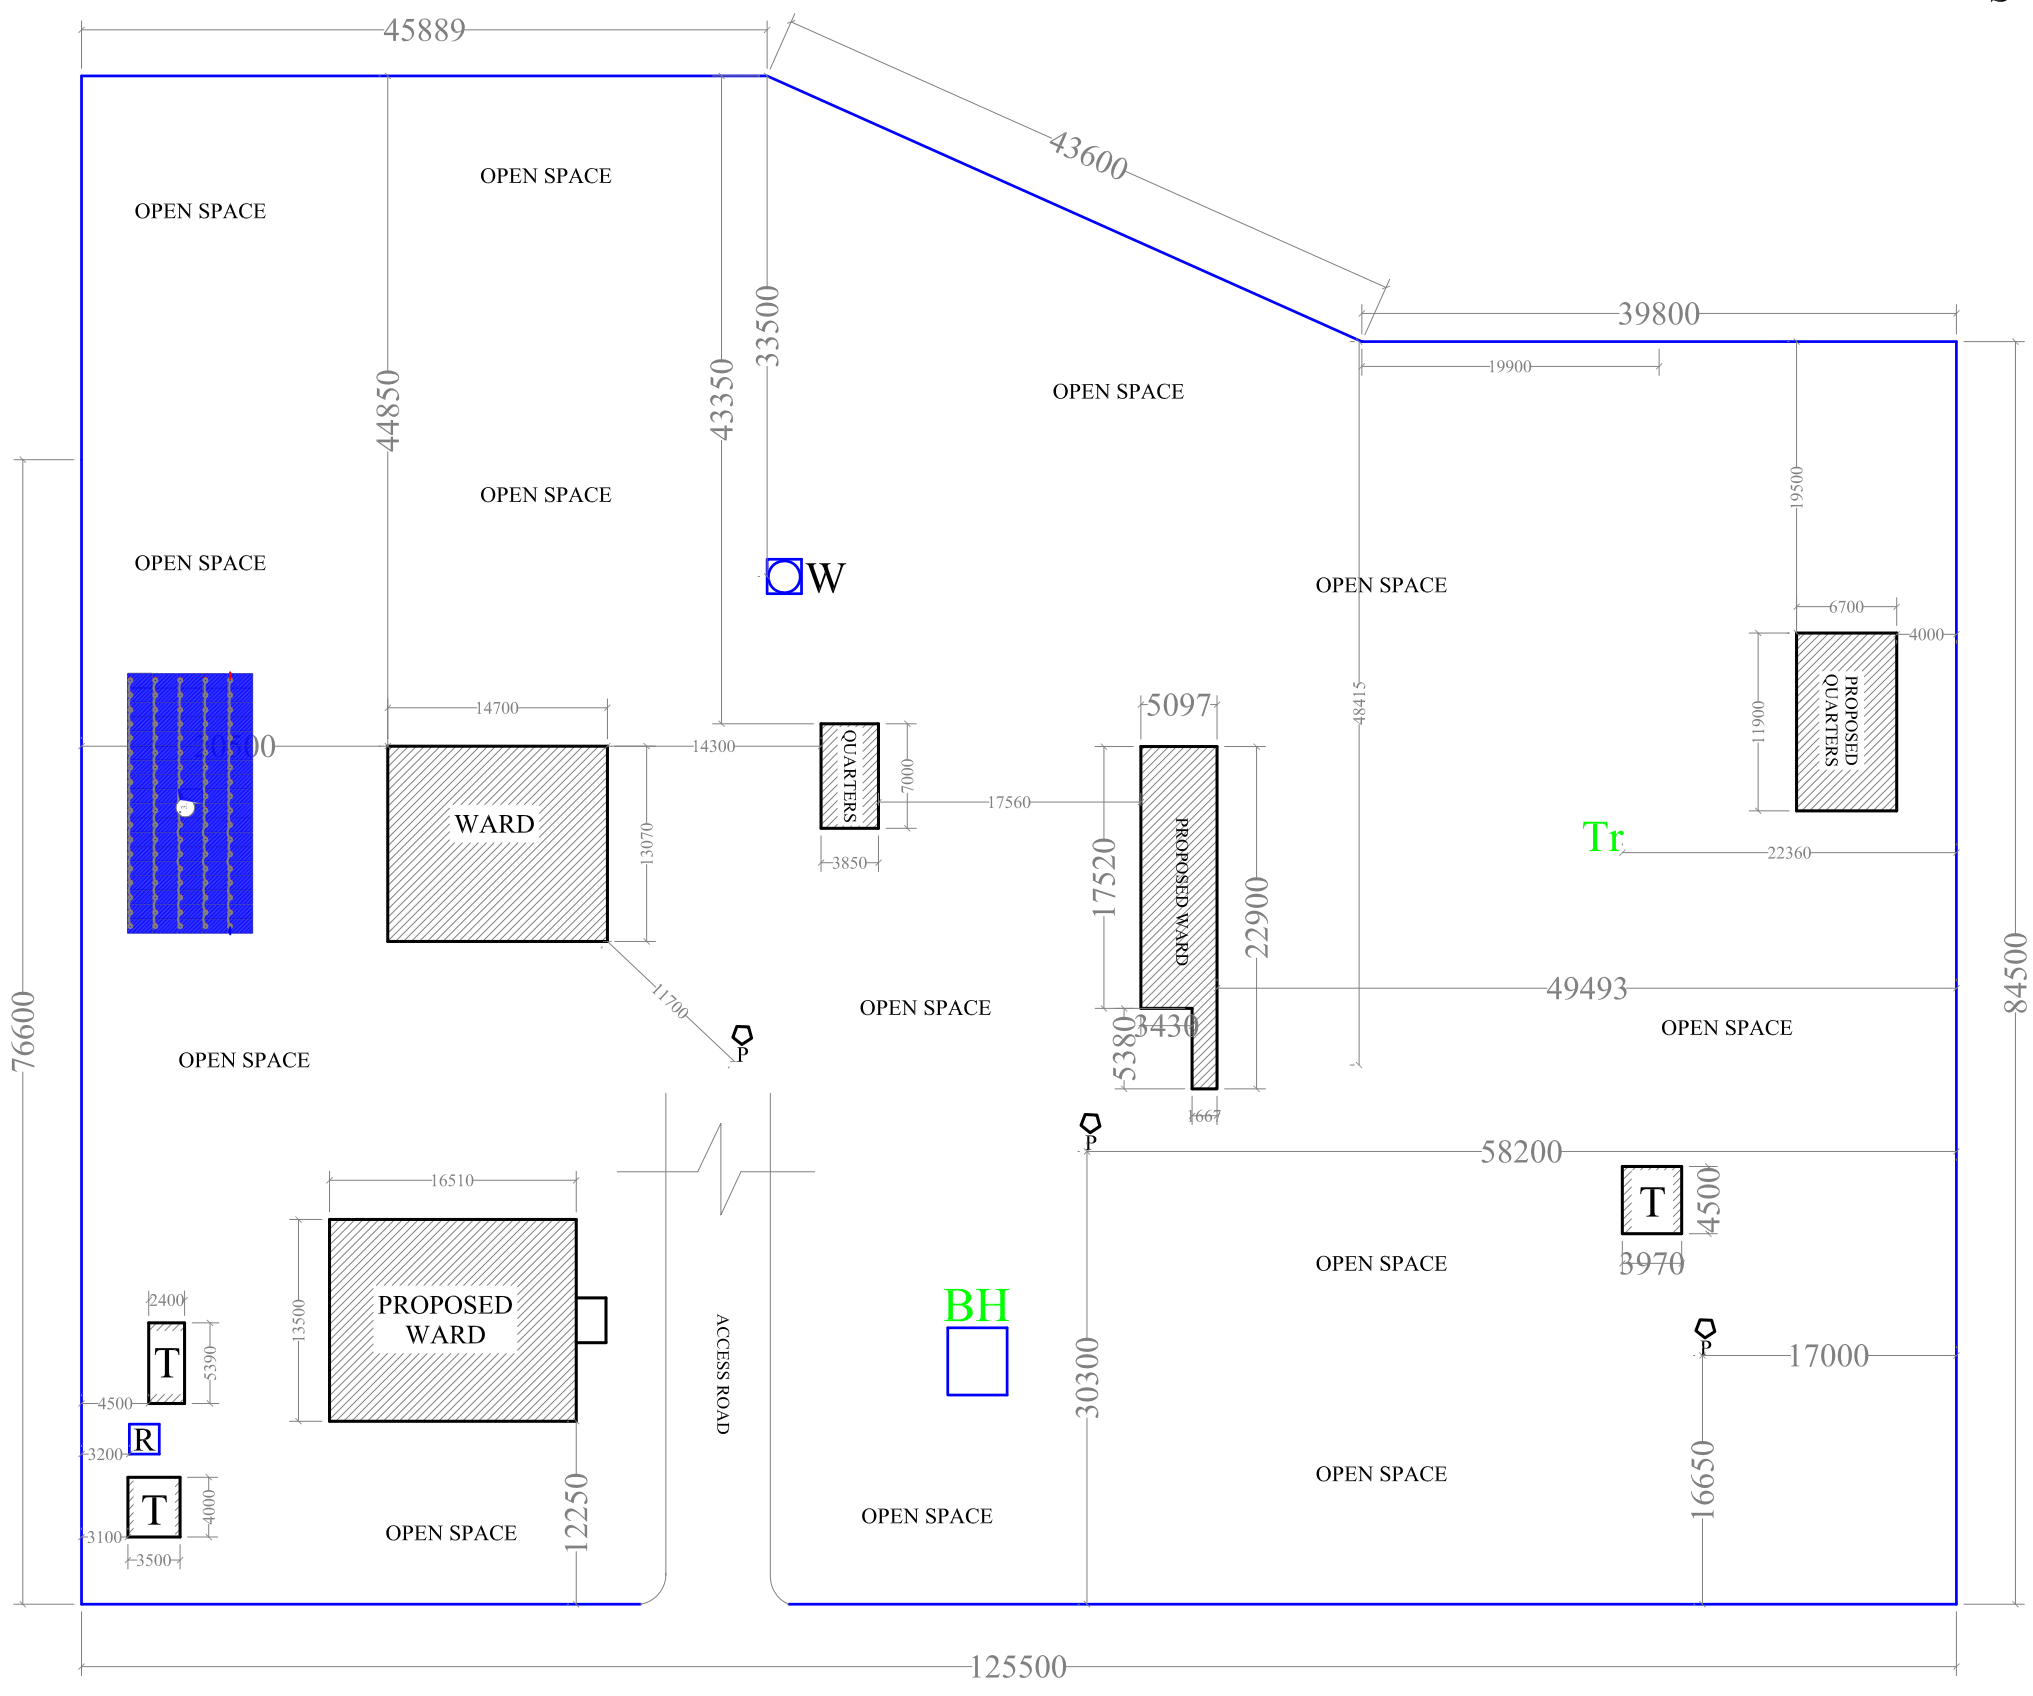 45889
43600
OPEN SPACE
OPEN SPACE
33500
39800
19900
44850
43350
OPEN SPACE
19500
OPEN SPACE
OPEN SPACE
W
OPEN SPACE
6700
4000
48415
14700
5097
PROPOSED
QUARTERS
11900
14300
QUARTERS
7000
17560
WARD
13070
Tr
22360
3850
17520
PROPOSED WARD
22900
49493
84500
11700
OPEN SPACE
3430
OPEN SPACE
76600
5380
P
OPEN SPACE
1667
P
58200
16510
T
4500
3970
OPEN SPACE
2400
13500
PROPOSED
WARD
BH
T
5390
ACCESS ROAD
30300
P
17000
4500
R
3200
OPEN SPACE
16650
T
4000
12250
OPEN SPACE
3100
OPEN SPACE
3500
125500